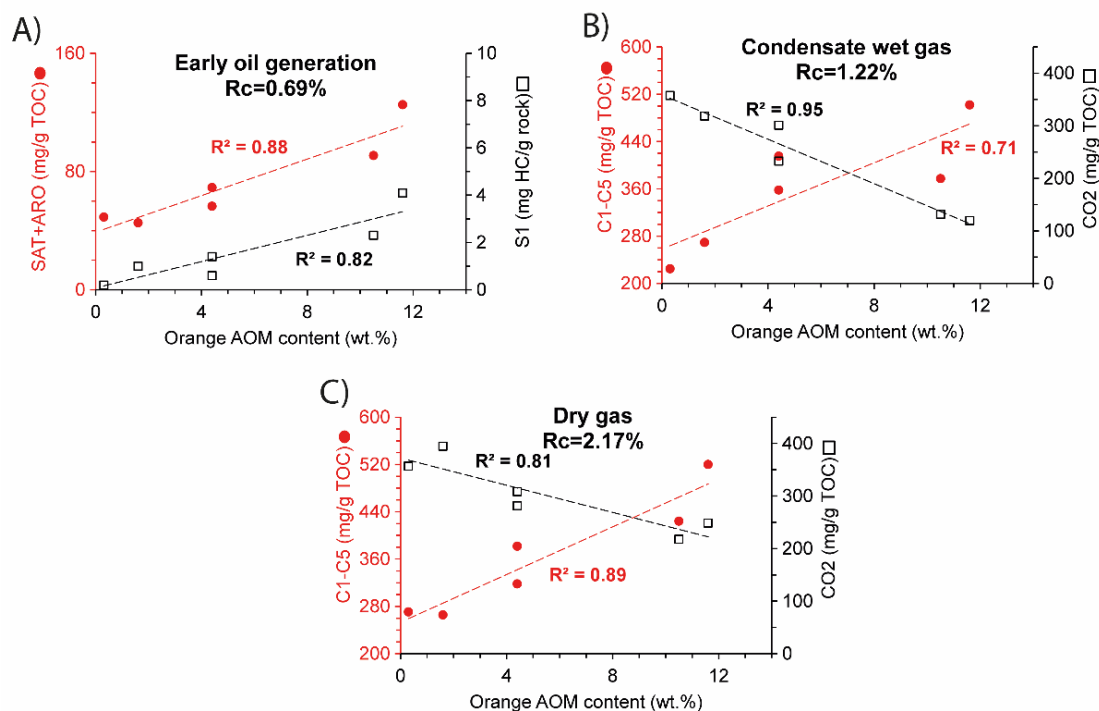 A)
Early oil generation
Rc=0.69%
SAT+ARO (mg/g TOC)
160
80
0
R² = 0.88
R² = 0.82
S1 (mg HC/g rock)
10
8
6
4
2
0
0 4 8 12
Orange AOM content (wt.%)
B)
Condensate wet gas
Rc=1.22%
C1-C5 (mg/g TOC)
600
520
440
360
280
200
R² = 0.95
R² = 0.71
CO2 (mg/g TOC)
400
300
200
100
0
0 4 8 12
Orange AOM content (wt.%)
C)
Dry gas
Rc=2.17%
C1-C5 (mg/g TOC)
600
520
440
360
280
200
R² = 0.81
R² = 0.89
CO2 (mg/g TOC)
400
300
200
100
0
0 4 8 12
Orange AOM content (wt.%)